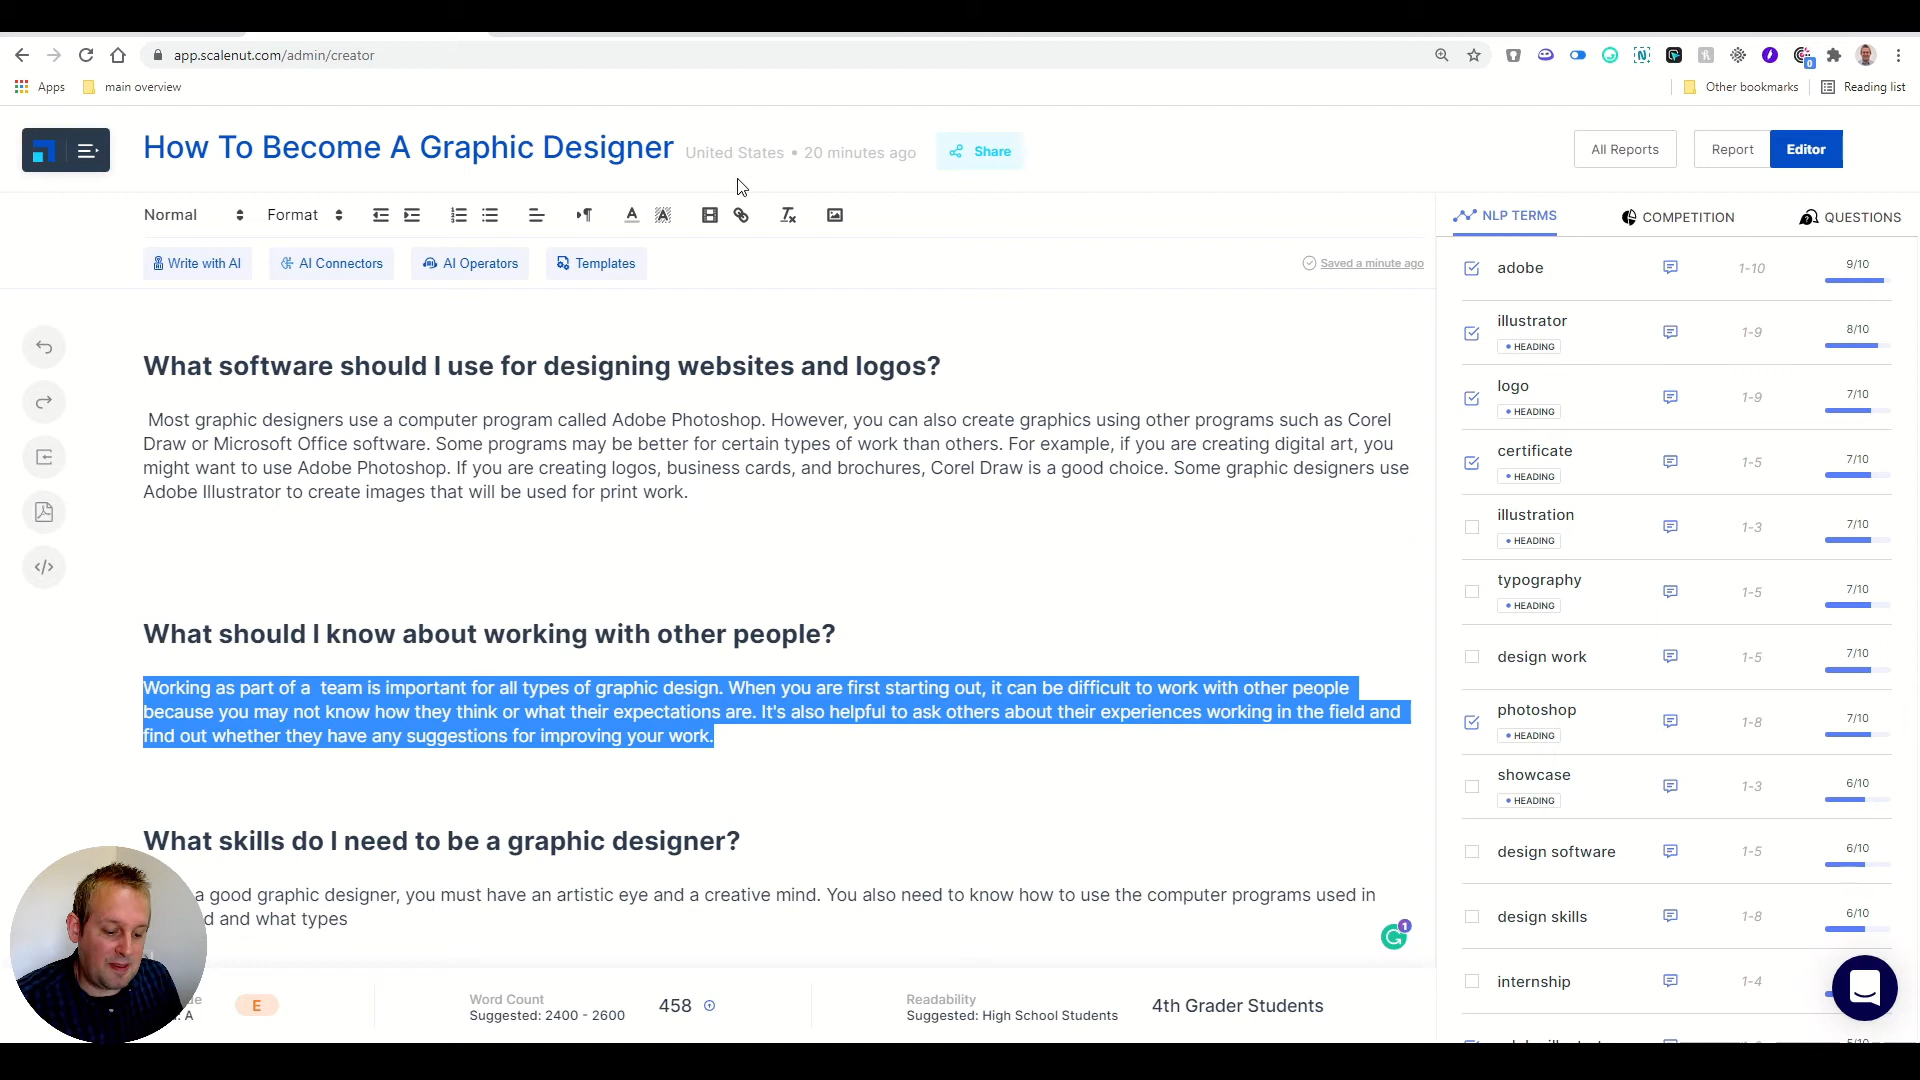 app.scalenut.com/admin/creator
0
Apps
main overview
Other bookmarks
Reading list
How To Become A Graphic Designer
United States • 20 minutes ago
Share
All Reports
Report
Editor
Normal
Format
Write with AI
AI Connectors
AI Operators
Templates
Saved a minute ago
What software should I use for designing websites and logos?
Most graphic designers use a computer program called Adobe Photoshop. However, you can also create graphics using other programs such as Corel
Draw or Microsoft Office software. Some programs may be better for certain types of work than others. For example, if you are creating digital art, you
might want to use Adobe Photoshop. If you are creating logos, business cards, and brochures, Corel Draw is a good choice. Some graphic designers use
Adobe Illustrator to create images that will be used for print work.
What should I know about working with other people?
Working as part of a  team is important for all types of graphic design. When you are first starting out, it can be difficult to work with other people
because you may not know how they think or what their expectations are. It's also helpful to ask others about their experiences working in the field and
find out whether they have any suggestions for improving your work.
What skills do I need to be a graphic designer?
a good graphic designer, you must have an artistic eye and a creative mind. You also need to know how to use the computer programs used in
and what types
1
A
E
Word Count
Suggested: 2400 - 2600
458
Readability
Suggested: High School Students
4th Grader Students
NLP TERMS
COMPETITION
QUESTIONS
adobe 1-10 9/10
illustrator 1-9 8/10
• HEADING
logo 1-9 7/10
• HEADING
certificate 1-5 7/10
• HEADING
illustration 1-3 7/10
• HEADING
typography 1-5 7/10
• HEADING
design work 1-5 7/10
photoshop 1-8 7/10
• HEADING
showcase 1-3 6/10
• HEADING
design software 1-5 6/10
design skills 1-8 6/10
internship 1-4